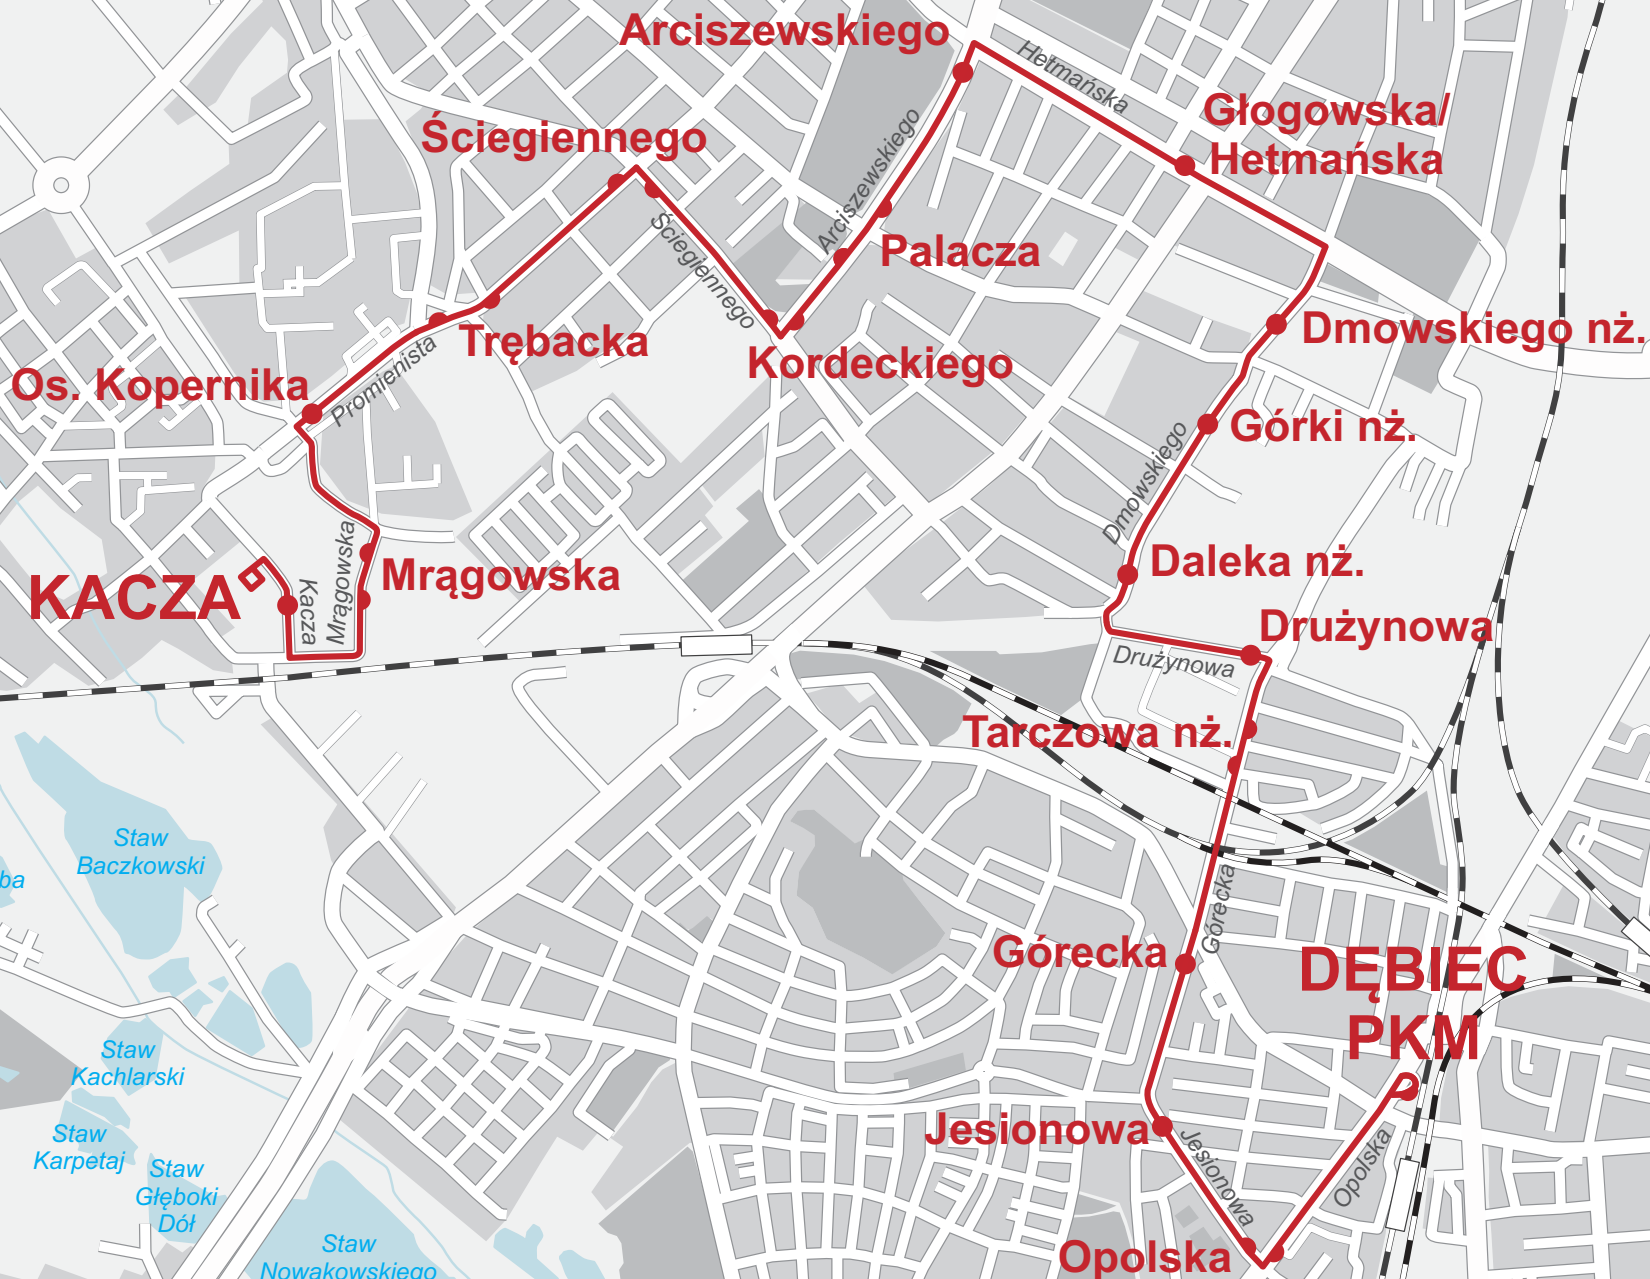 Arciszewskiego
Hetmańska
Głogowska/
Hetmańska
Ściegiennego
Arciszewskiego
Ściegiennego
Palacza
Trębacka
Kordeckiego
Dmowskiego nż.
Os. Kopernika
Promienista
Górki nż.
Dmowskiego
Mrągowska
Mrągowska
KACZA
Kacza
Daleka nż.
Drużynowa
Drużynowa
Tarczowa nż.
Staw
Baczkowski
ba
Górecka
Górecka
DĘBIEC
PKM
Staw
Kachlarski
Staw
Karpetaj
Staw
Głęboki
Dół
Jesionowa
Jesionowa
Opolska
Opolska
Staw
Nowakowskiego